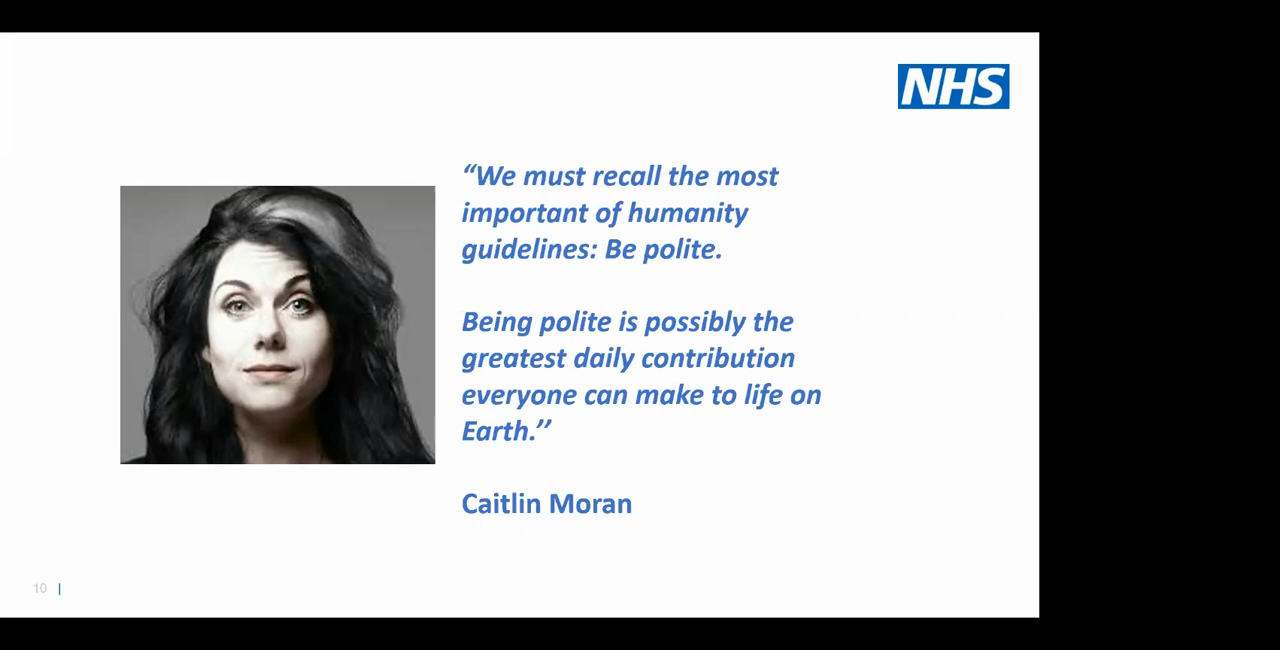 NHS
“We must recall the most
important of humanity
guidelines: Be polite.
Being polite is possibly the
greatest daily contribution
everyone can make to life on
Earth.’’
Caitlin Moran
10 |